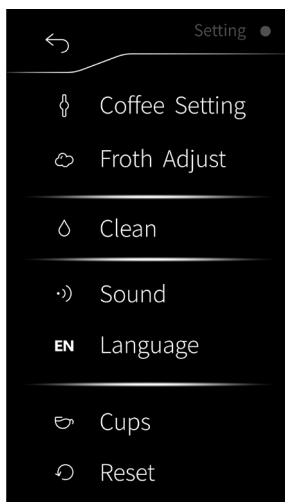 Setting
Coffee Setting
Froth Adjust
Clean
Sound
EN Language
Cups
Reset